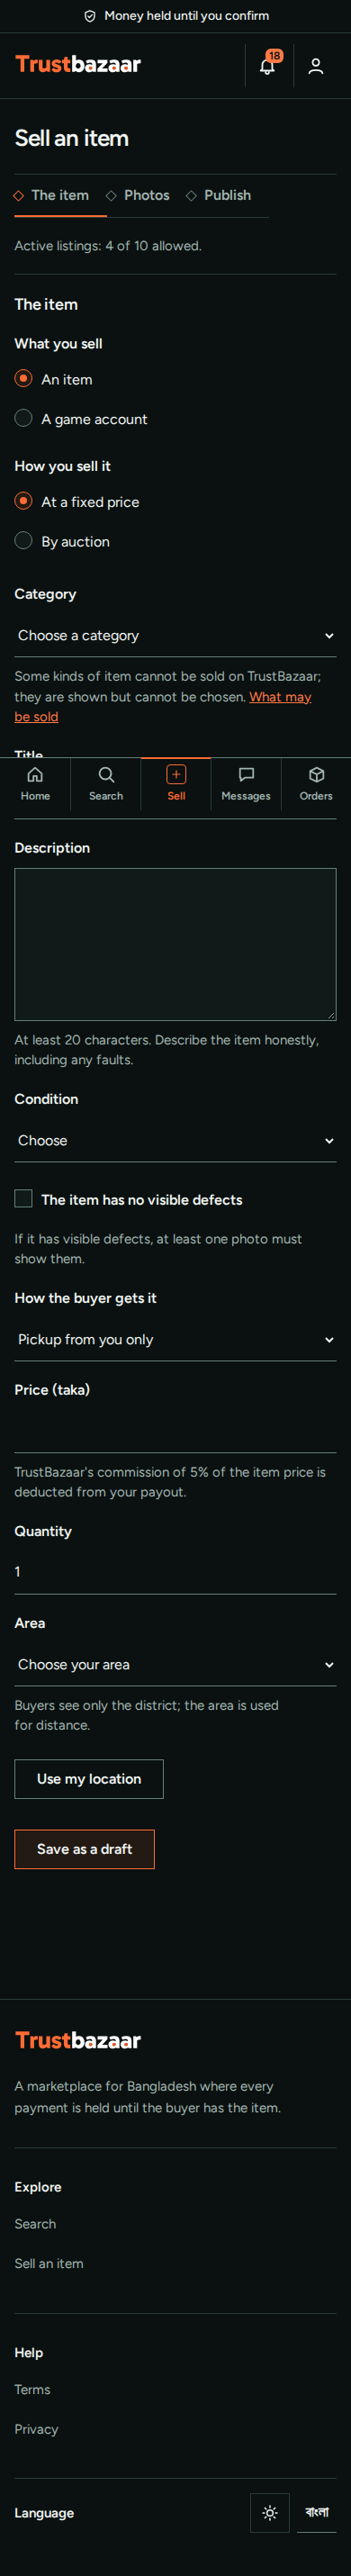 Money held until you confirm
Trustbazaar
18
Sell an item
The item
Photos
Publish
Active listings: 4 of 10 allowed.
The item
What you sell
An item
A game account
How you sell it
At a fixed price
By auction
Category
Choose a category
Some kinds of item cannot be sold on TrustBazaar;
they are shown but cannot be chosen. What may
be sold
Title
Home
Search
Sell
Messages
Orders
Description
At least 20 characters. Describe the item honestly,
including any faults.
Condition
Choose
The item has no visible defects
If it has visible defects, at least one photo must
show them.
How the buyer gets it
Pickup from you only
Price (taka)
TrustBazaar's commission of 5% of the item price is
deducted from your payout.
Quantity
1
Area
Choose your area
Buyers see only the district; the area is used
for distance.
Use my location
Save as a draft
Trustbazaar
A marketplace for Bangladesh where every
payment is held until the buyer has the item.
Explore
Search
Sell an item
Help
Terms
Privacy
Language
বাংলা